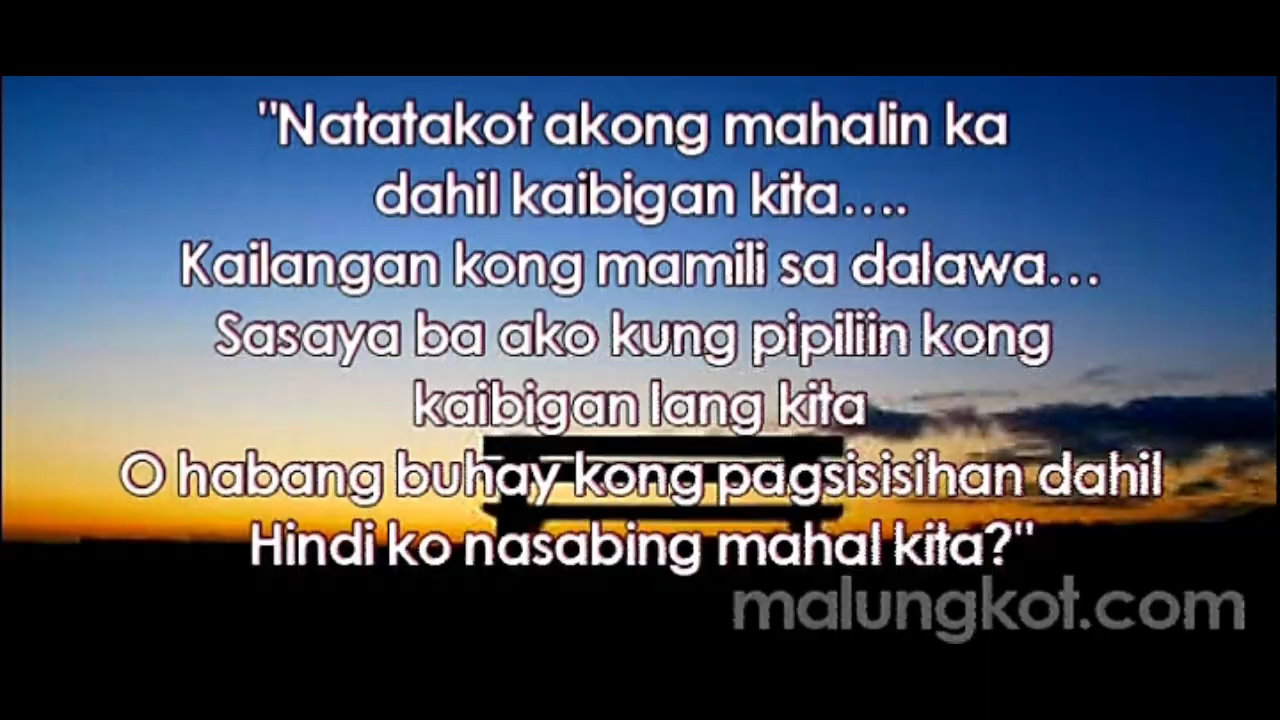 "Natatakot akong mahalin ka
dahil kaibigan kita....
Kailangan kong mamili sa dalawa...
Sasaya ba ako kung pipiliin kong
kaibigan lang kita
O habang buhay kong pagsisisihan dahil
Hindi ko nasabing mahal kita?"
malungkot.com